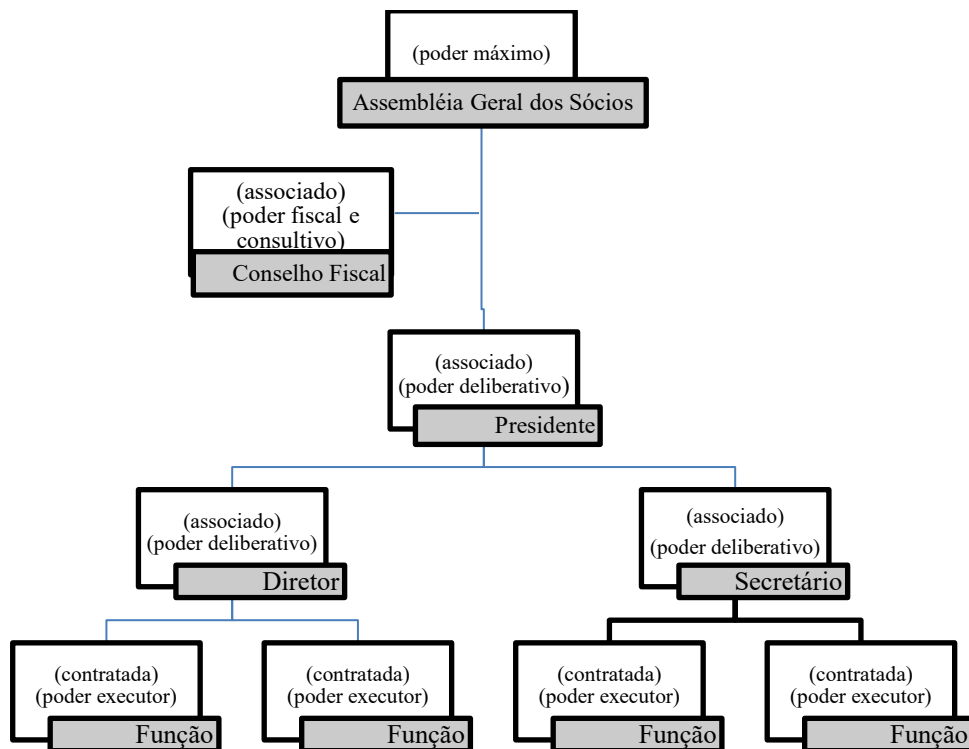 (poder máximo)
Assembléia Geral dos Sócios
(associado)
(poder fiscal e
consultivo)
Conselho Fiscal
(associado)
(poder deliberativo)
Presidente
(associado)
(poder deliberativo)
Diretor
(associado)
(poder deliberativo)
Secretário
(contratada)
(poder executor)
Função
(contratada)
(poder executor)
Função
(contratada)
(poder executor)
Função
(contratada)
(poder executor)
Função